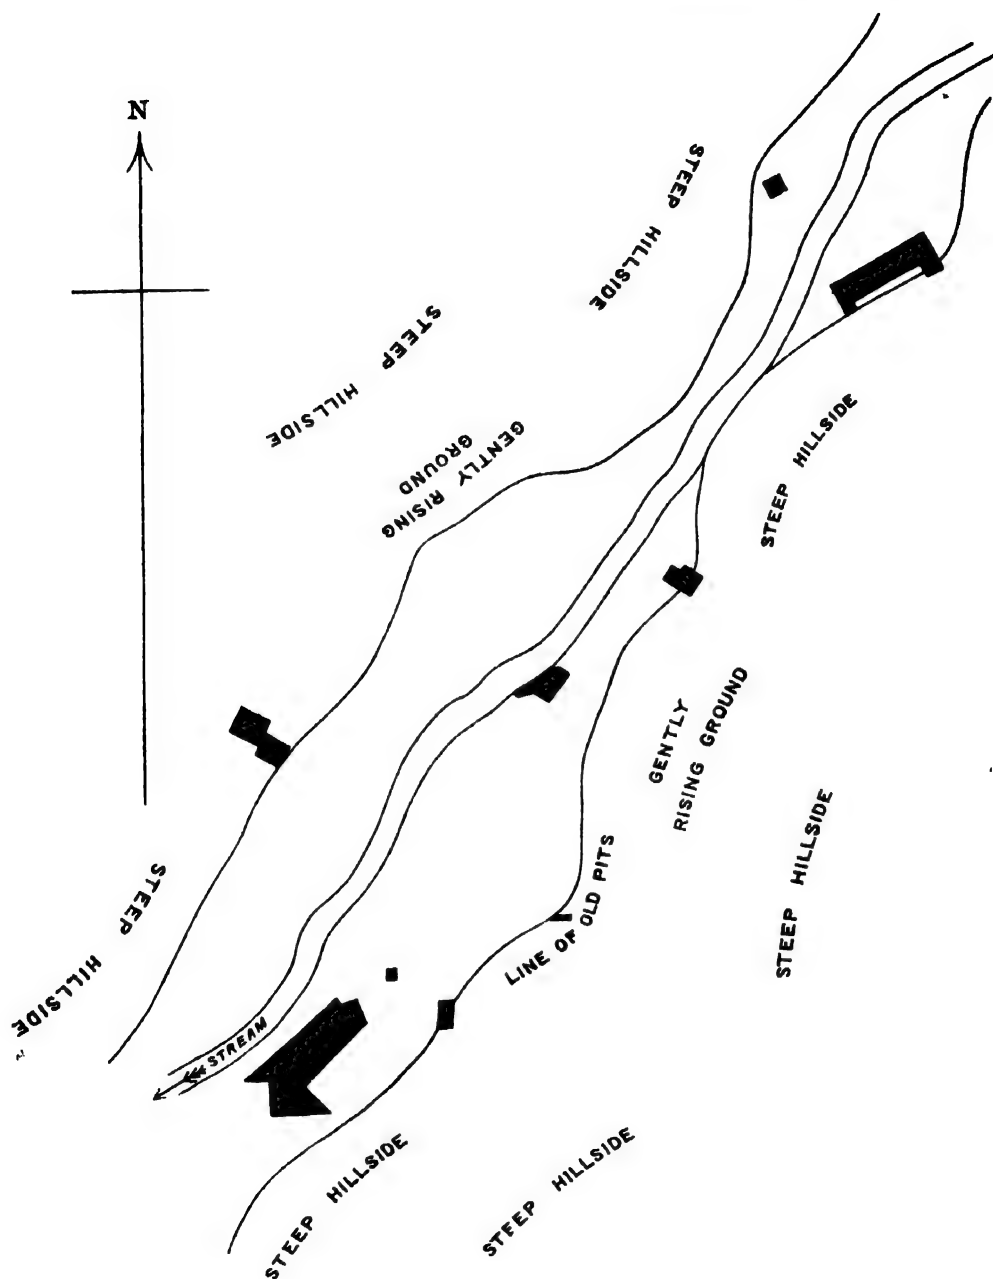 N
STEEP HILLSIDE
STEEP HILLSIDE
GENTLY RISING
GROUND
STEEP HILLSIDE
GENTLY
RISING GROUND
STEEP HILLSIDE
LINE OF OLD PITS
STEEP HILLSIDE
STREAM
STEEP HILLSIDE
STEEP HILLSIDE